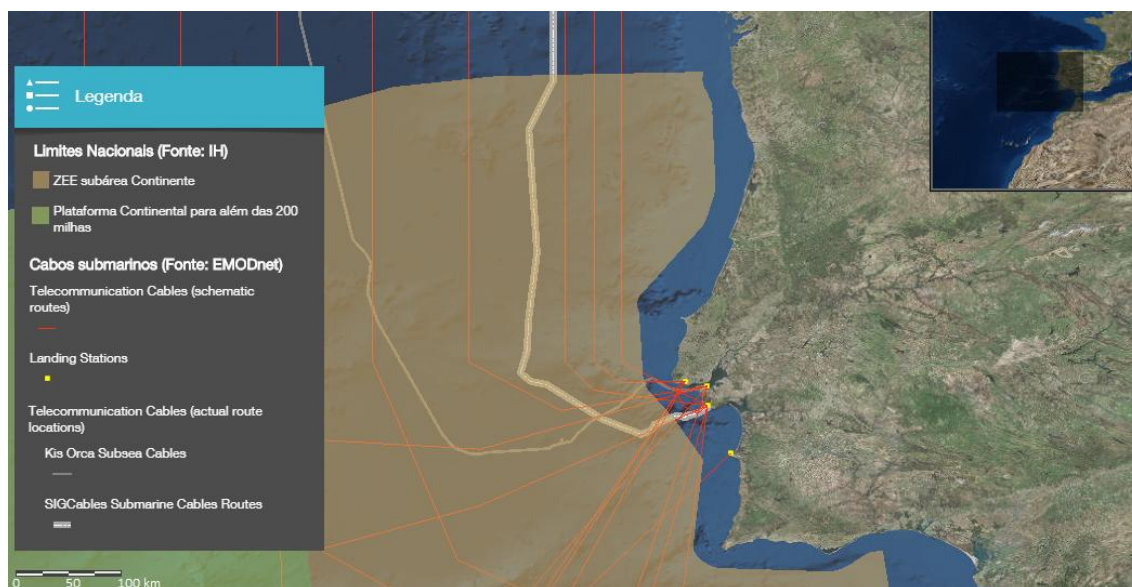 Legenda
Limites Nacionais (Fonte: IH)
ZEE subárea Continente
Plataforma Continental para além das 200
milhas
Cabos submarinos (Fonte: EMODnet)
Telecommunication Cables (schematic
routes)
Landing Stations
Telecommunication Cables (actual route
locations)
Kis Orca Subsea Cables
SIGCables Submarine Cables Routes
0 50 100 km